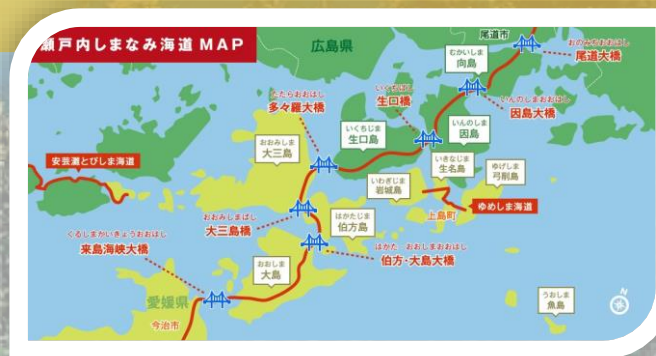 瀬戸内しまなみ海道 MAP
広島県
尾道市
おのみちおおはし
尾道大橋
むかいしま
向島
いんのしまおおはし
因島大橋
たたらおおはし
多々羅大橋
いくちばし
生口橋
いくちじま
生口島
いんのしま
因島
おおみしま
大三島
いきなじま
生名島
ゆげしま
弓削島
いわぎじま
岩城島
安芸灘とびしま海道
上島町
ゆめしま海道
おおみしまばし
大三島橋
はかたじま
伯方島
はかた・おおしまおおはし
伯方・大島大橋
くるしまかいきょうおおはし
来島海峡大橋
おおしま
大島
愛媛県
今治市
うおしま
魚島
N